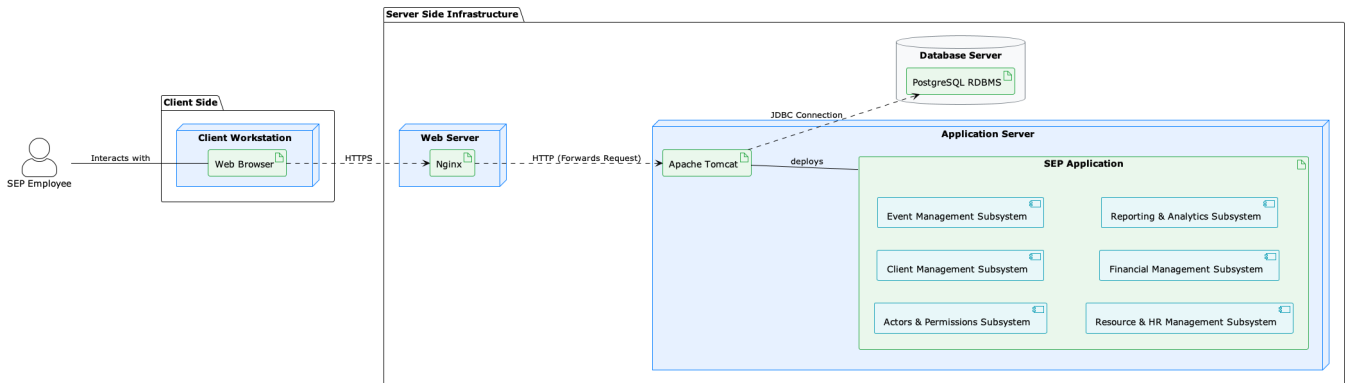 Server Side Infrastructure
Database Server
PostgreSQL RDBMS
Client Side
JDBC Connection
Client Workstation
Web Server
Application Server
SEP Employee
Interacts with
Web Browser
HTTPS
Nginx
HTTP (Forwards Request)
Apache Tomcat
deploys
SEP Application
Event Management Subsystem
Reporting & Analytics Subsystem
Client Management Subsystem
Financial Management Subsystem
Actors & Permissions Subsystem
Resource & HR Management Subsystem